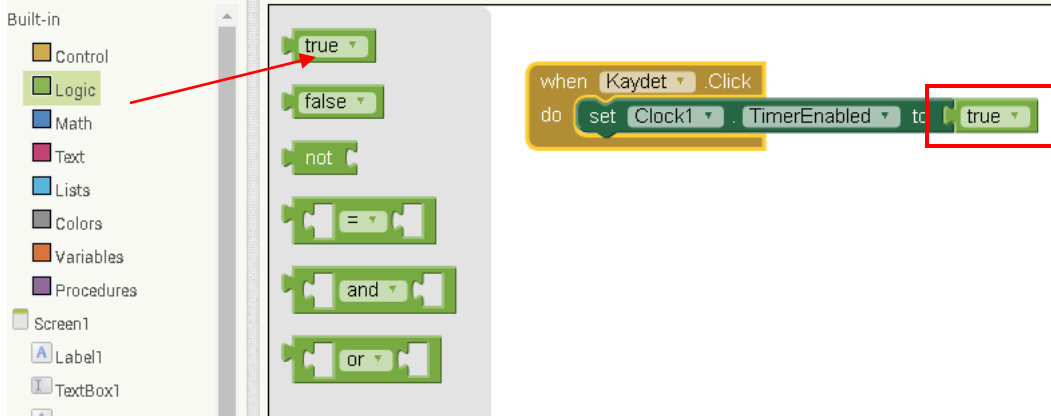 Built-in
Control
Logic
Math
Text
Lists
Colors
Variables
Procedures
Screen1
A Label1
I TextBox1
true
false
not
=
and
or
when Kaydet .Click
do set Clock1 . TimerEnabled to true